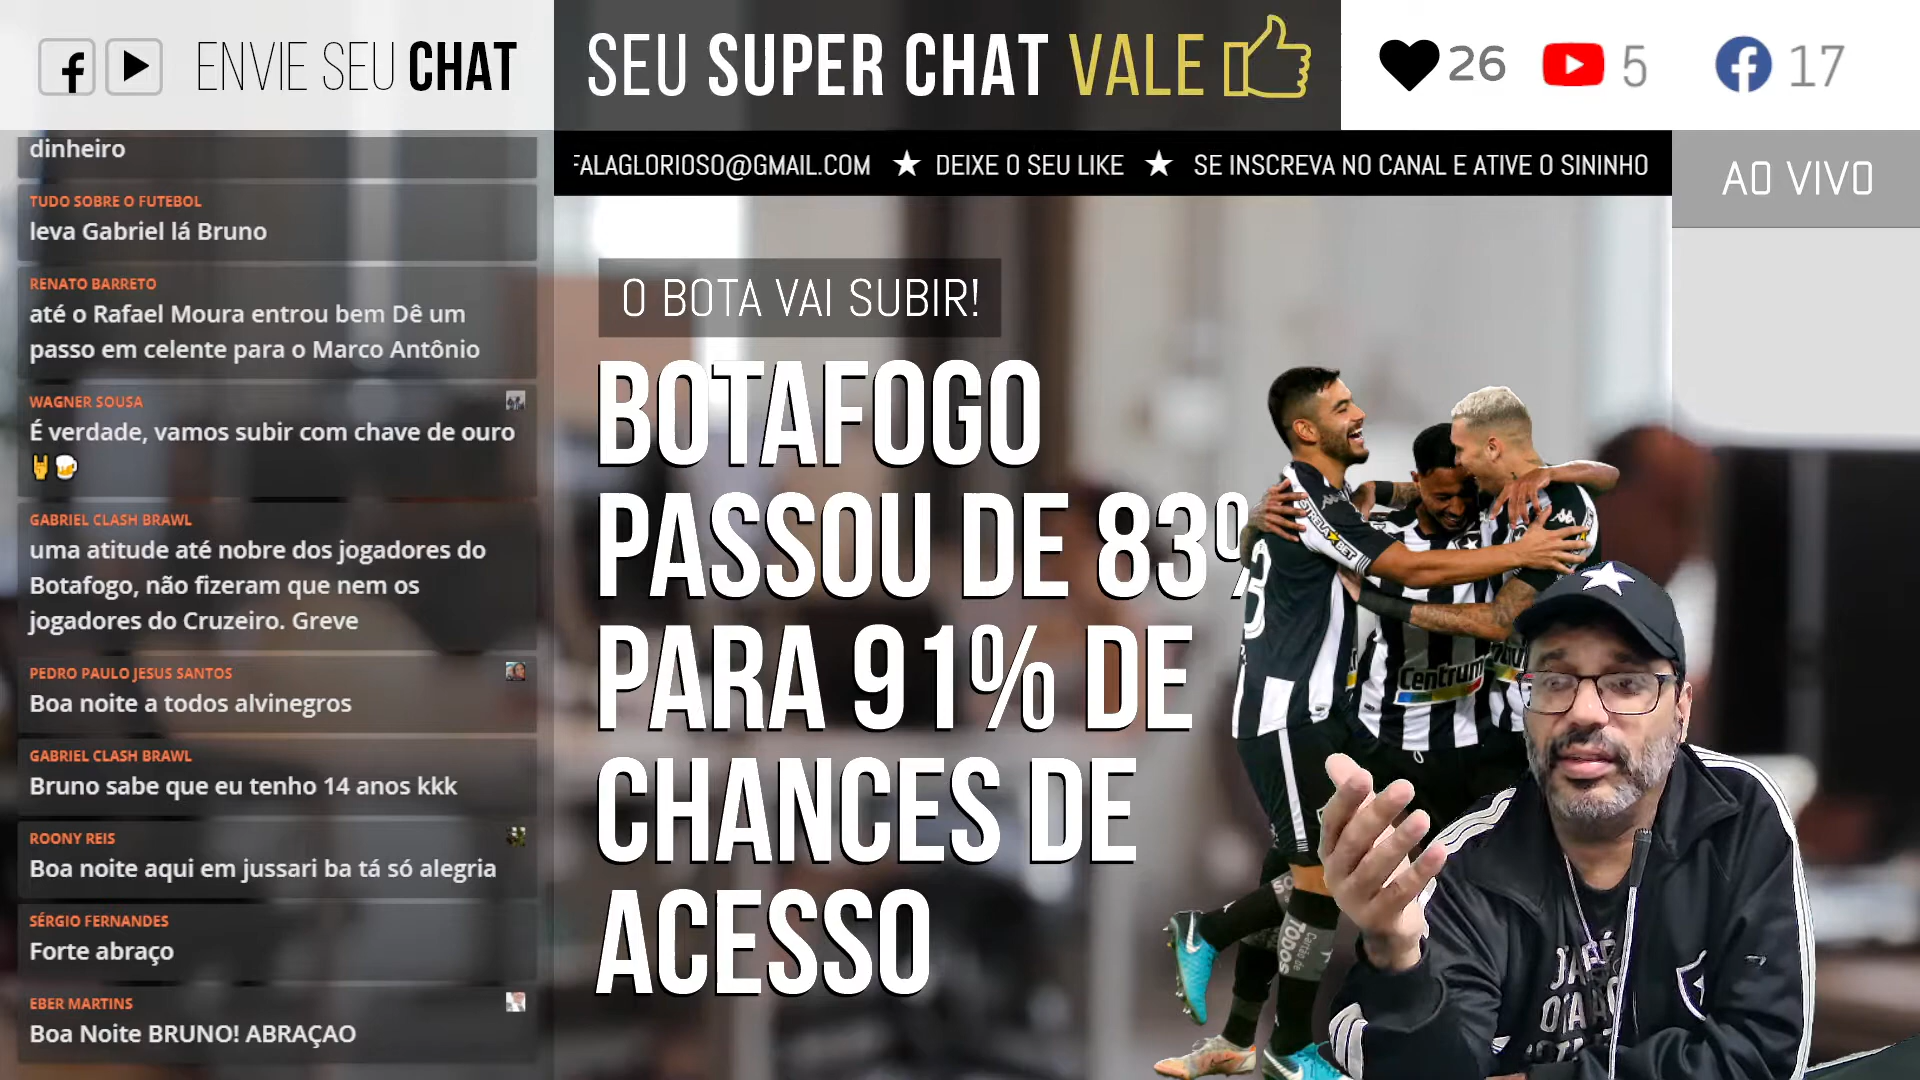 ENVIE SEU CHAT
SEU SUPER CHAT VALE
26
5
17
FALAGLORIOSO@GMAIL.COM ★ DEIXE O SEU LIKE ★ SE INSCREVA NO CANAL E ATIVE O SININHO
AO VIVO
dinheiro
TUDO SOBRE O FUTEBOL
leva Gabriel lá Bruno
RENATO BARRETO
até o Rafael Moura entrou bem Dê um
passo em celente para o Marco Antônio
WAGNER SOUSA
É verdade, vamos subir com chave de ouro
🤘🍺
GABRIEL CLASH BRAWL
uma atitude até nobre dos jogadores do
Botafogo, não fizeram que nem os
jogadores do Cruzeiro. Greve
PEDRO PAULO JESUS SANTOS
Boa noite a todos alvinegros
GABRIEL CLASH BRAWL
Bruno sabe que eu tenho 14 anos kkk
ROONY REIS
Boa noite aqui em jussari ba tá só alegria
SÉRGIO FERNANDES
Forte abraço
EBER MARTINS
Boa Noite BRUNO! ABRAÇAO
O BOTA VAI SUBIR!
BOTAFOGO
PASSOU DE 83%
PARA 91% DE
CHANCES DE
ACESSO
ESTRELA BET
Centrum
Cartão de
TODOS